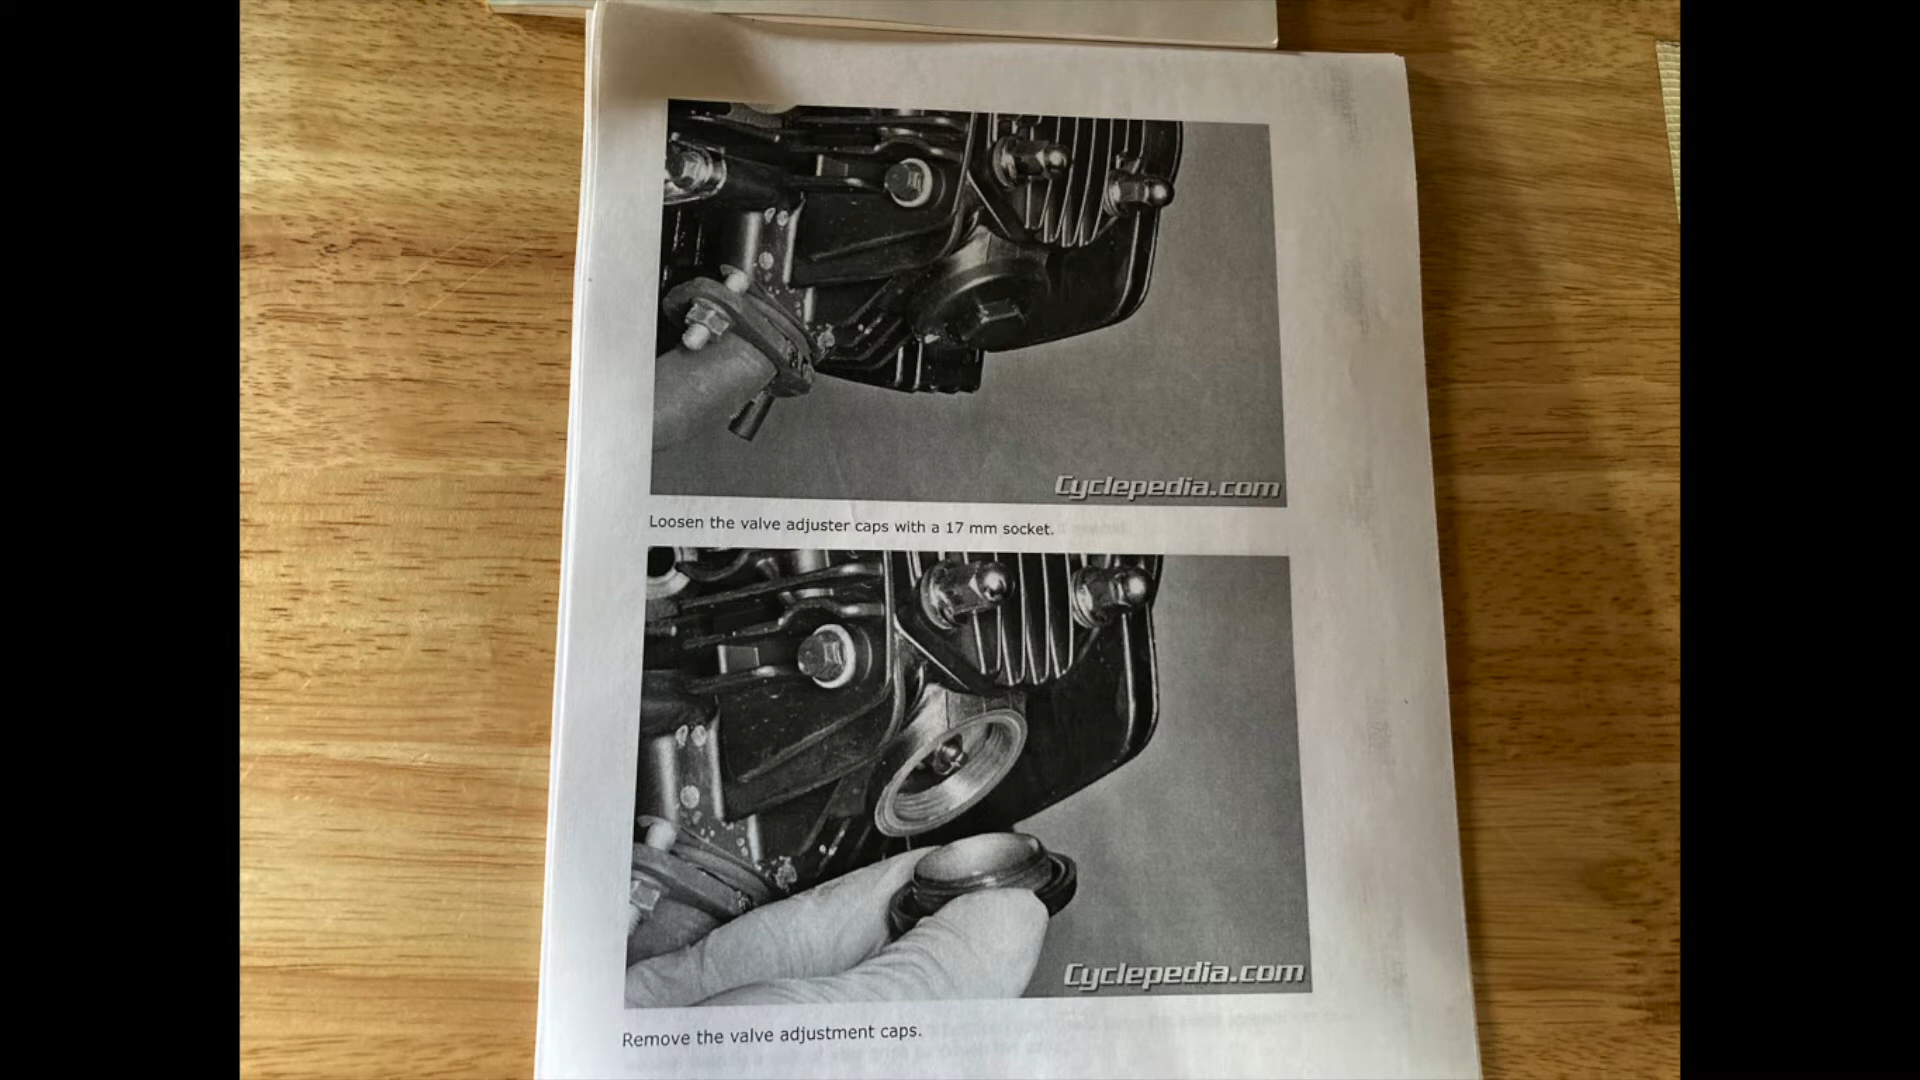 Cyclepedia.com
Loosen the valve adjuster caps with a 17 mm socket.
Cyclepedia.com
Remove the valve adjustment caps.